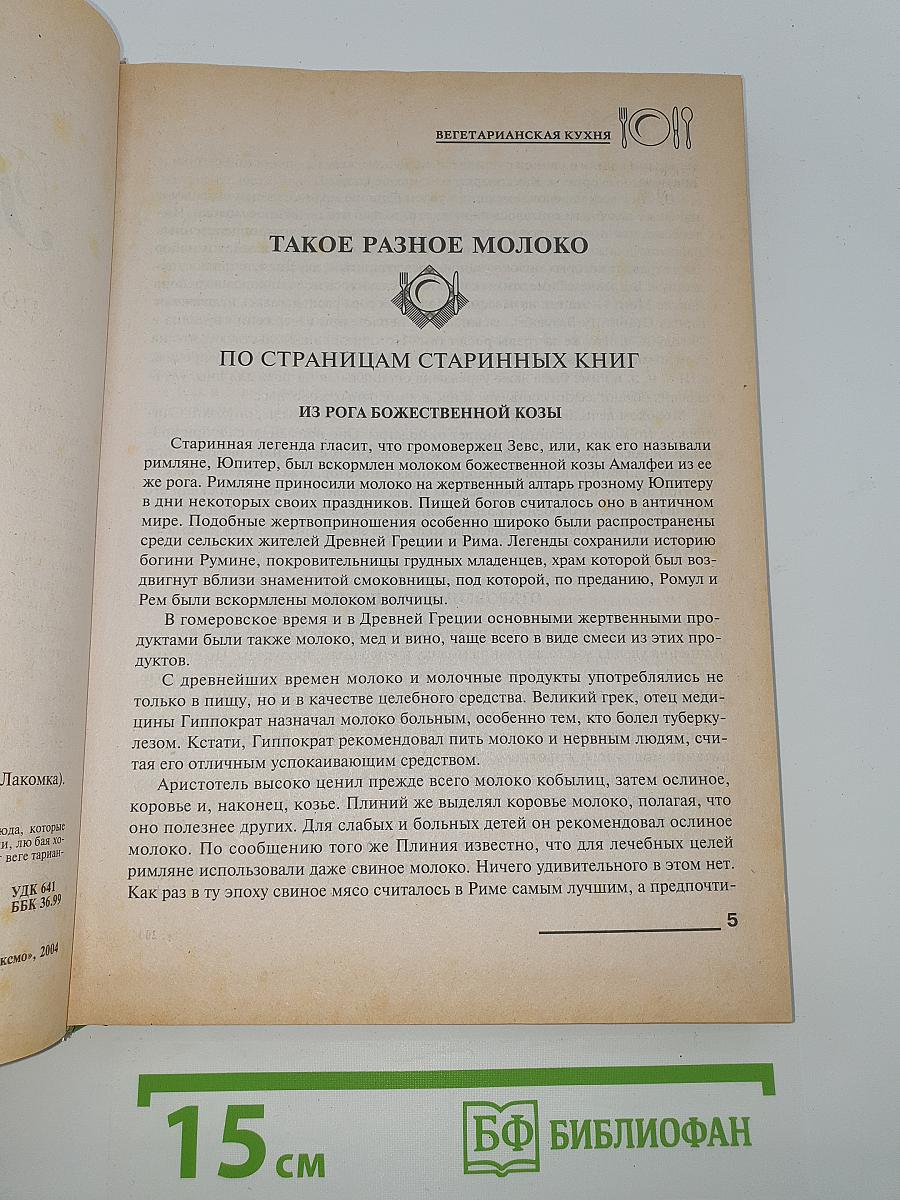 ВЕГЕТАРИАНСКАЯ КУХНЯ
ТАКОЕ РАЗНОЕ МОЛОКО
ПО СТРАНИЦАМ СТАРИННЫХ КНИГ
ИЗ РОГА БОЖЕСТВЕННОЙ КОЗЫ
Старинная легенда гласит, что громовержец Зевс, или, как его называли
римляне, Юпитер, был вскормлен молоком божественной козы Амалфеи из ее
же рога. Римляне приносили молоко на жертвенный алтарь грозному Юпитеру
в дни некоторых своих праздников. Пищей богов считалось оно в античном
мире. Подобные жертвоприношения особенно широко были распространены
среди сельских жителей Древней Греции и Рима. Легенды сохранили историю
богини Румине, покровительницы грудных младенцев, храм которой был воз-
двигнут вблизи знаменитой смоковницы, под которой, по преданию, Ромул и
Рем были вскормлены молоком волчицы.
В гомеровское время и в Древней Греции основными жертвенными про-
дуктами были также молоко, мед и вино, чаще всего в виде смеси из этих про-
дуктов.
С древнейших времен молоко и молочные продукты употреблялись не
только в пищу, но и в качестве целебного средства. Великий грек, отец меди-
цины Гиппократ назначал молоко больным, особенно тем, кто болел туберку-
лезом. Кстати, Гиппократ рекомендовал пить молоко и нервным людям, счи-
тая его отличным успокаивающим средством.
Аристотель высоко ценил прежде всего молоко кобылиц, затем ослиное,
коровье и, наконец, козье. Плиний же выделял коровье молоко, полагая, что
оно полезнее других. Для слабых и больных детей он рекомендовал ослиное
молоко. По сообщению того же Плиния известно, что для лечебных целей
римляне использовали даже свиное молоко. Ничего удивительного в этом нет.
Как раз в ту эпоху свиное мясо считалось в Риме самым лучшим, а предпочти-
5
Лакомка).
юда, которые
и, лю бая хо-
т веге тариан-
УДК 641
ББК 36.99
ксмо», 2004
15 см
БФ БИБЛИОФАН